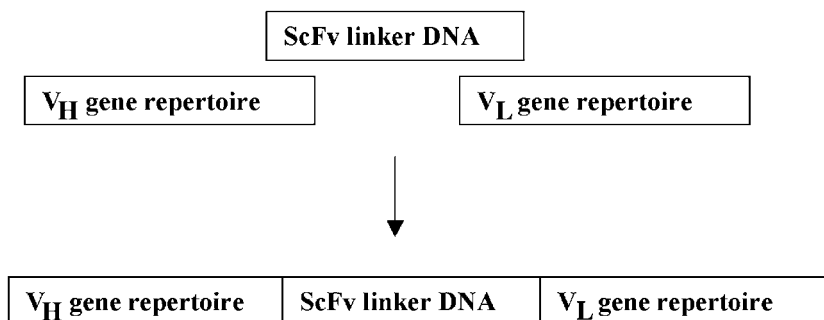 ScFv linker DNA
VH gene repertoire VL gene repertoire
VH gene repertoire ScFv linker DNA VL gene repertoire